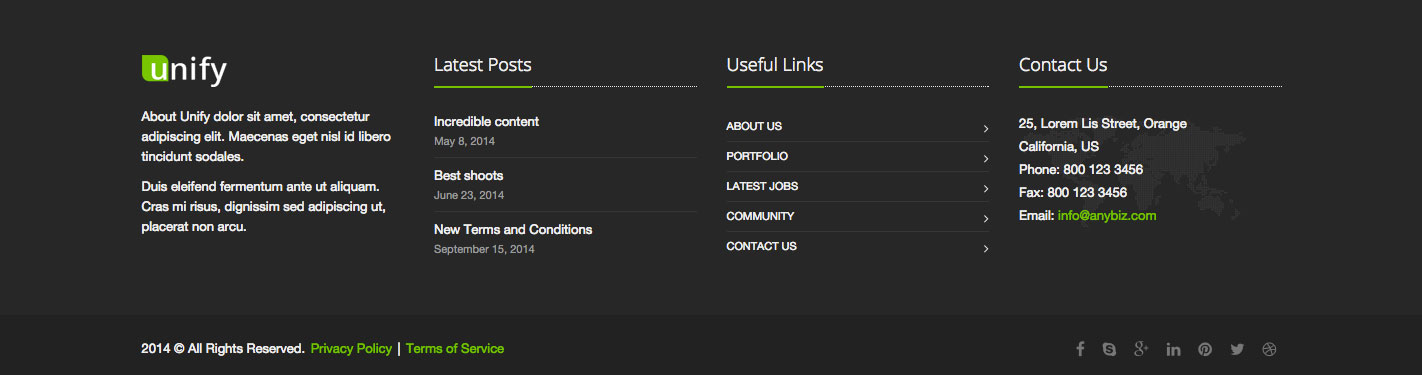 unify
About Unify dolor sit amet, consectetur
adipiscing elit. Maecenas eget nisl id libero
tincidunt sodales.
Duis eleifend fermentum ante ut aliquam.
Cras mi risus, dignissim sed adipiscing ut,
placerat non arcu.
Latest Posts
Incredible content
May 8, 2014
Best shoots
June 23, 2014
New Terms and Conditions
September 15, 2014
Useful Links
ABOUT US
PORTFOLIO
LATEST JOBS
COMMUNITY
CONTACT US
Contact Us
25, Lorem Lis Street, Orange
California, US
Phone: 800 123 3456
Fax: 800 123 3456
Email: info@anybiz.com
2014 © All Rights Reserved. Privacy Policy | Terms of Service